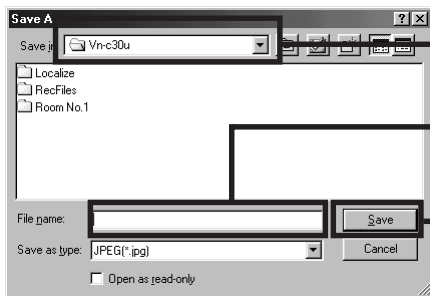 Save A
Save in
Vn-c30u
Localize
RecFiles
Room No.1
File name:
Save
Save as type: JPEG(*.jpg)
Cancel
Open as read-only